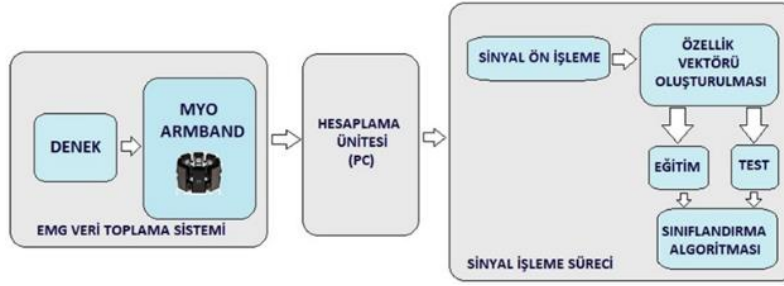 DENEK
MYO
ARMBAND
EMG VERİ TOPLAMA SİSTEMİ
HESAPLAMA
ÜNİTESİ
(PC)
SİNYAL ÖN İŞLEME
ÖZELLİK
VEKTÖRÜ
OLUŞTURULMASI
EĞİTİM
TEST
SINIFLANDIRMA
ALGORİTMASI
SİNYAL İŞLEME SÜRECİ